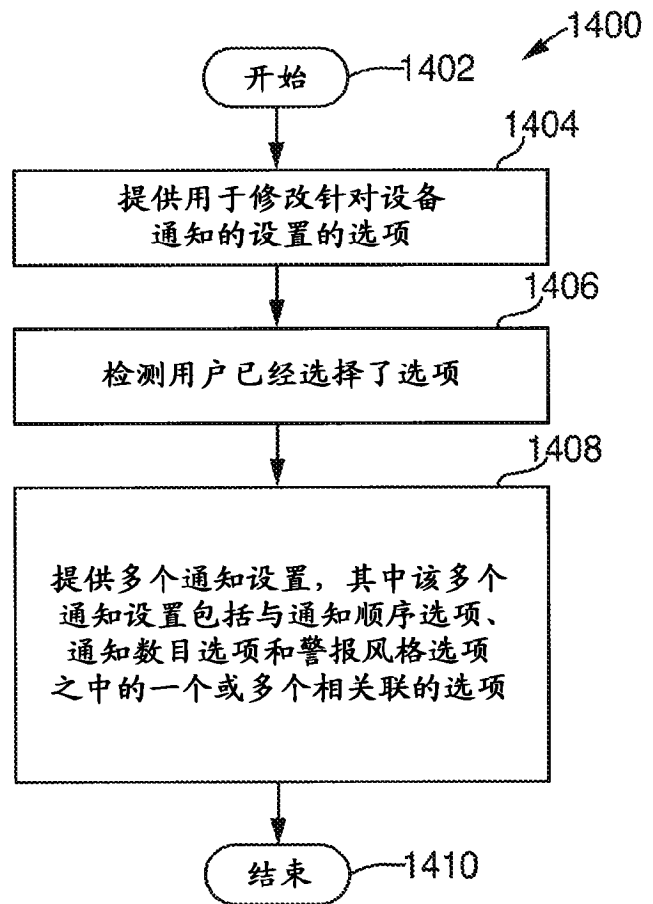 1400
开始
1402
1404
提供用于修改针对设备
通知的设置的选项
1406
检测用户已经选择了选项
1408
提供多个通知设置，其中该多个
通知设置包括与通知顺序选项、
通知数目选项和警报风格选项
之中的一个或多个相关联的选项
结束
1410